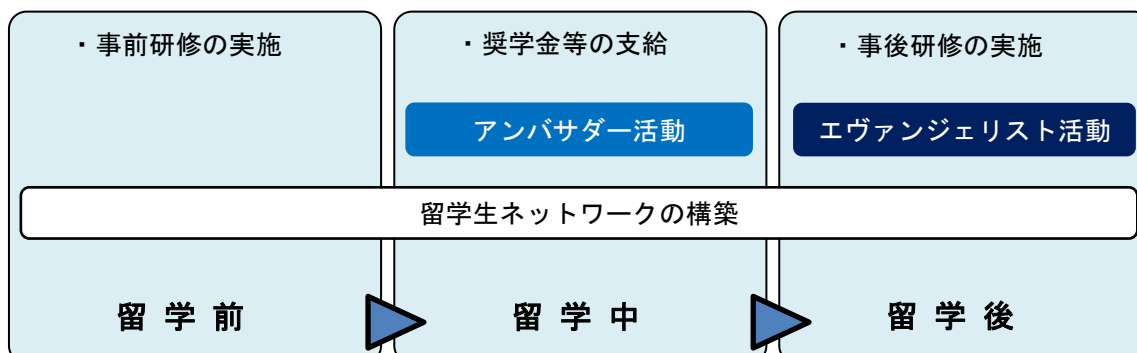 ・事前研修の実施
・奨学金等の支給
・事後研修の実施
アンバサダー活動
エヴァンジェリスト活動
留学生ネットワークの構築
留 学 前
留 学 中
留 学 後